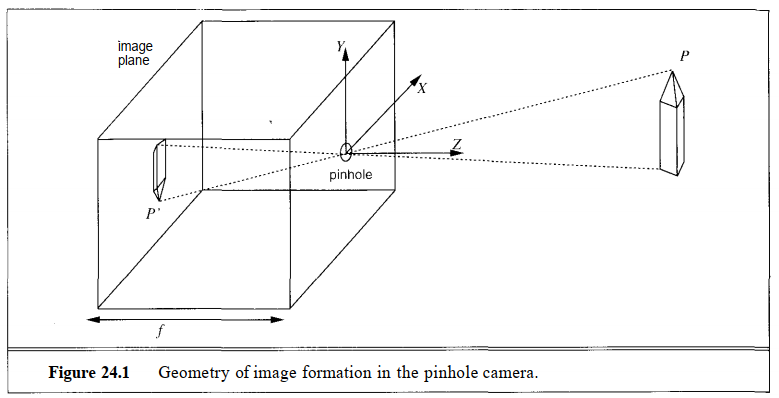 image
plane
Y
X
P
Z
pinhole
P'
f
Figure 24.1 Geometry of image formation in the pinhole camera.